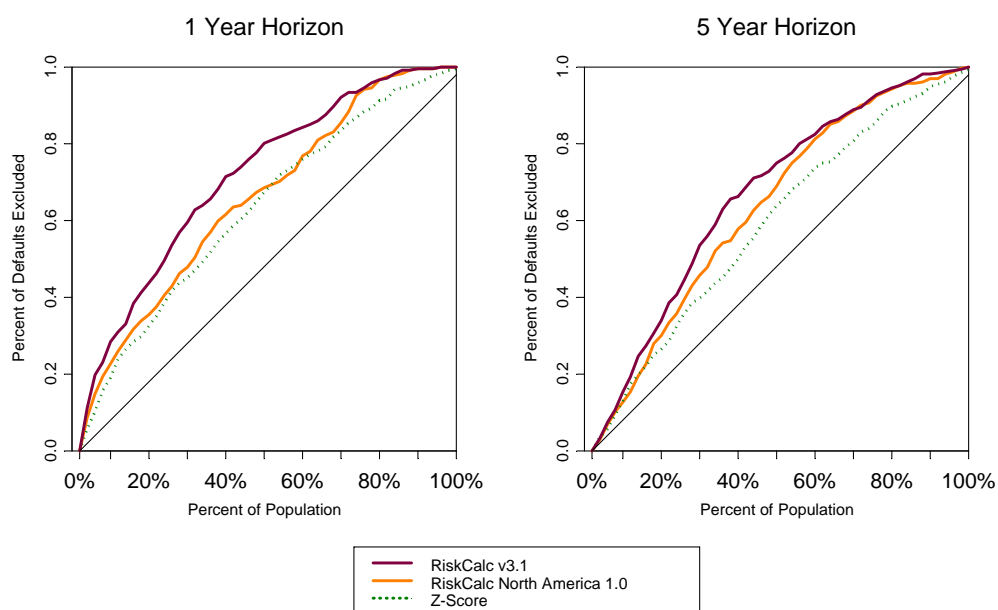 1 Year Horizon
5 Year Horizon
Percent of Defaults Excluded
0.0 0.2 0.4 0.6 0.8 1.0
0% 20% 40% 60% 80% 100%
Percent of Population
Percent of Defaults Excluded
0.0 0.2 0.4 0.6 0.8 1.0
0% 20% 40% 60% 80% 100%
Percent of Population
RiskCalc v3.1
RiskCalc North America 1.0
Z-Score